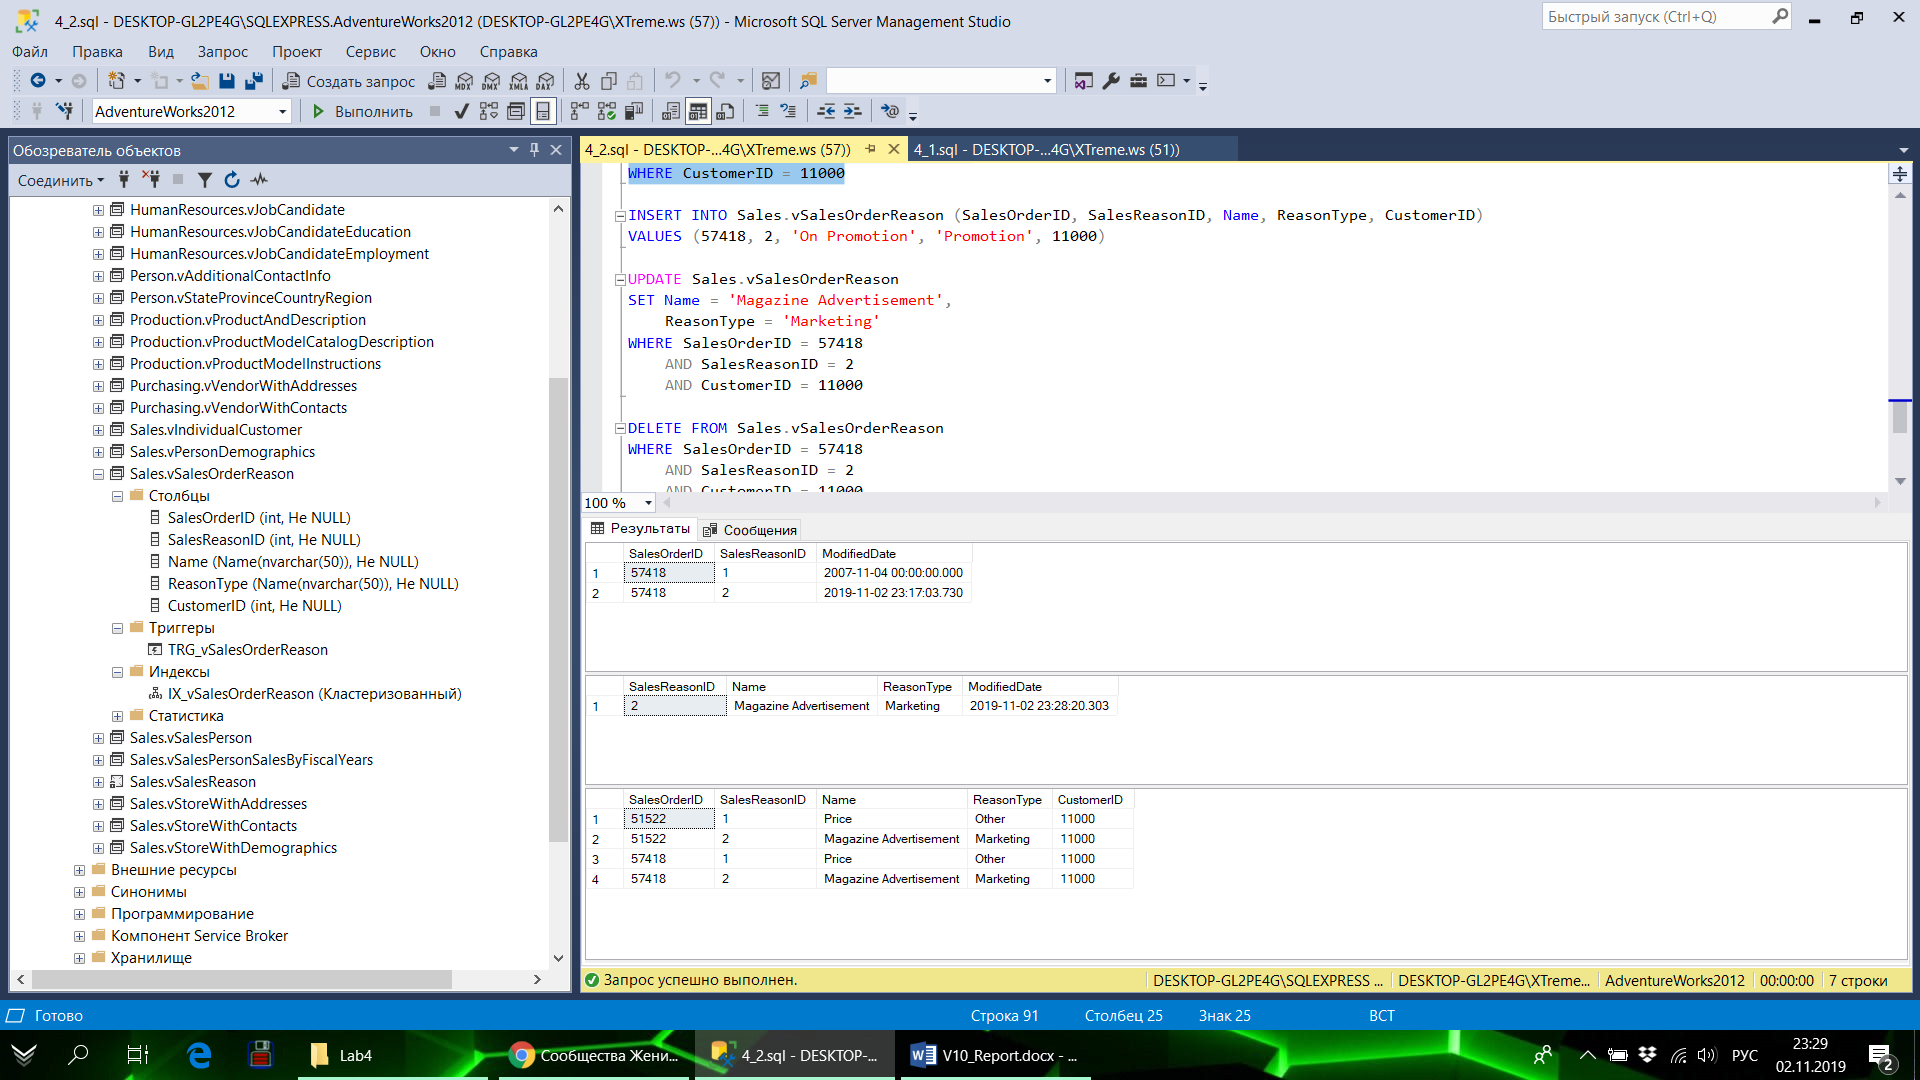 4_2.sql - DESKTOP-GL2PE4G\SQLEXPRESS.AdventureWorks2012 (DESKTOP-GL2PE4G\XTreme.ws (57)) - Microsoft SQL Server Management Studio
Быстрый запуск (Ctrl+Q)
Файл Правка Вид Запрос Проект Сервис Окно Справка
Создать запрос
AdventureWorks2012
Выполнить
Обозреватель объектов
Соединить
HumanResources.vJobCandidate
HumanResources.vJobCandidateEducation
HumanResources.vJobCandidateEmployment
Person.vAdditionalContactInfo
Person.vStateProvinceCountryRegion
Production.vProductAndDescription
Production.vProductModelCatalogDescription
Production.vProductModelInstructions
Purchasing.vVendorWithAddresses
Purchasing.vVendorWithContacts
Sales.vIndividualCustomer
Sales.vPersonDemographics
Sales.vSalesOrderReason
Столбцы
SalesOrderID (int, Не NULL)
SalesReasonID (int, Не NULL)
Name (Name(nvarchar(50)), Не NULL)
ReasonType (Name(nvarchar(50)), Не NULL)
CustomerID (int, Не NULL)
Триггеры
TRG_vSalesOrderReason
Индексы
IX_vSalesOrderReason (Кластеризованный)
Статистика
Sales.vSalesPerson
Sales.vSalesPersonSalesByFiscalYears
Sales.vSalesReason
Sales.vStoreWithAddresses
Sales.vStoreWithContacts
Sales.vStoreWithDemographics
Внешние ресурсы
Синонимы
Программирование
Компонент Service Broker
Хранилище
4_2.sql - DESKTOP-...4G\XTreme.ws (57))
4_1.sql - DESKTOP-...4G\XTreme.ws (51))
WHERE CustomerID = 11000
INSERT INTO Sales.vSalesOrderReason (SalesOrderID, SalesReasonID, Name, ReasonType, CustomerID)
VALUES (57418, 2, 'On Promotion', 'Promotion', 11000)
UPDATE Sales.vSalesOrderReason
SET Name = 'Magazine Advertisement',
ReasonType = 'Marketing'
WHERE SalesOrderID = 57418
AND SalesReasonID = 2
AND CustomerID = 11000
DELETE FROM Sales.vSalesOrderReason
WHERE SalesOrderID = 57418
AND SalesReasonID = 2
AND CustomerID = 11000
100 %
Результаты Сообщения
SalesOrderID SalesReasonID ModifiedDate
1 57418 1 2007-11-04 00:00:00.000
2 57418 2 2019-11-02 23:17:03.730
SalesReasonID Name ReasonType ModifiedDate
1 2 Magazine Advertisement Marketing 2019-11-02 23:28:20.303
SalesOrderID SalesReasonID Name ReasonType CustomerID
1 51522 1 Price Other 11000
2 51522 2 Magazine Advertisement Marketing 11000
3 57418 1 Price Other 11000
4 57418 2 Magazine Advertisement Marketing 11000
Запрос успешно выполнен.
DESKTOP-GL2PE4G\SQLEXPRESS ... DESKTOP-GL2PE4G\XTreme... AdventureWorks2012 00:00:00 7 строки
Готово
Строка 91 Столбец 25 Знак 25 ВСТ
Lab4
Сообщества Жени...
4_2.sql - DESKTOP-...
V10_Report.docx - ...
РУС
23:29
02.11.2019
2